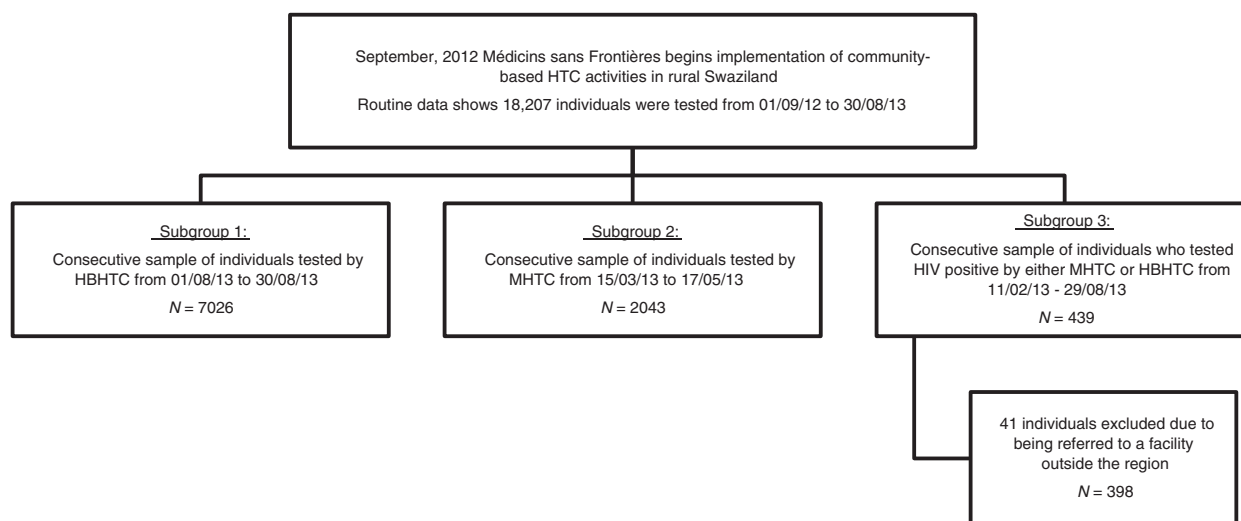 September, 2012 Médicins sans Frontières begins implementation of community-
based HTC activities in rural Swaziland
Routine data shows 18,207 individuals were tested from 01/09/12 to 30/08/13
Subgroup 1:
Consecutive sample of individuals tested by
HBHTC from 01/08/13 to 30/08/13
N = 7026
Subgroup 2:
Consecutive sample of individuals tested by
MHTC from 15/03/13 to 17/05/13
N = 2043
Subgroup 3:
Consecutive sample of individuals who tested
HIV positive by either MHTC or HBHTC from
11/02/13 - 29/08/13
N = 439
41 individuals excluded due to
being referred to a facility
outside the region
N = 398